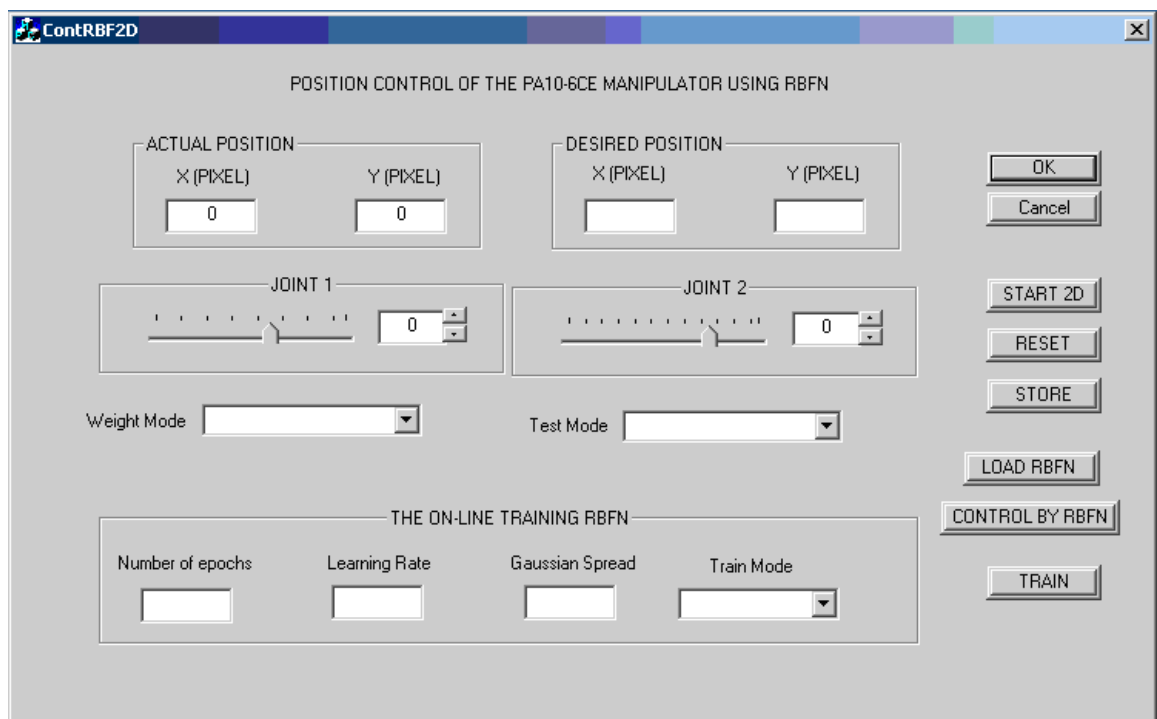 ContRBF2D
POSITION CONTROL OF THE PA10-6CE MANIPULATOR USING RBFN
ACTUAL POSITION
X (PIXEL) Y (PIXEL)
0 0
DESIRED POSITION
X (PIXEL) Y (PIXEL)
OK
Cancel
JOINT 1
0
JOINT 2
0
START 2D
RESET
STORE
Weight Mode
Test Mode
LOAD RBFN
CONTROL BY RBFN
THE ON-LINE TRAINING RBFN
Number of epochs Learning Rate Gaussian Spread Train Mode
TRAIN